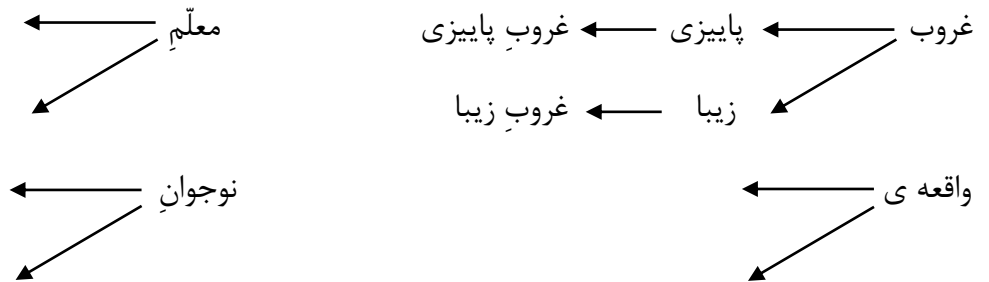 غروب پاییزی غروبِ پاییزی معلّمِ
زیبا غروبِ زیبا
واقعه ی نوجوانِ